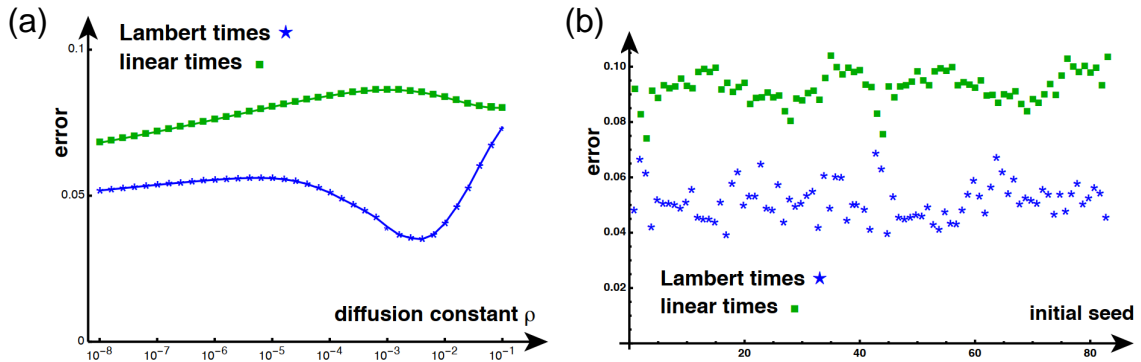 (a)
Lambert times
linear times
error
0.1
0.05
0
diffusion constant ρ
10⁻⁸ 10⁻⁷ 10⁻⁶ 10⁻⁵ 10⁻⁴ 10⁻³ 10⁻² 10⁻¹
(b)
error
0.10
0.08
0.06
0.04
0.02
0.00
Lambert times
linear times
initial seed
20 40 60 80